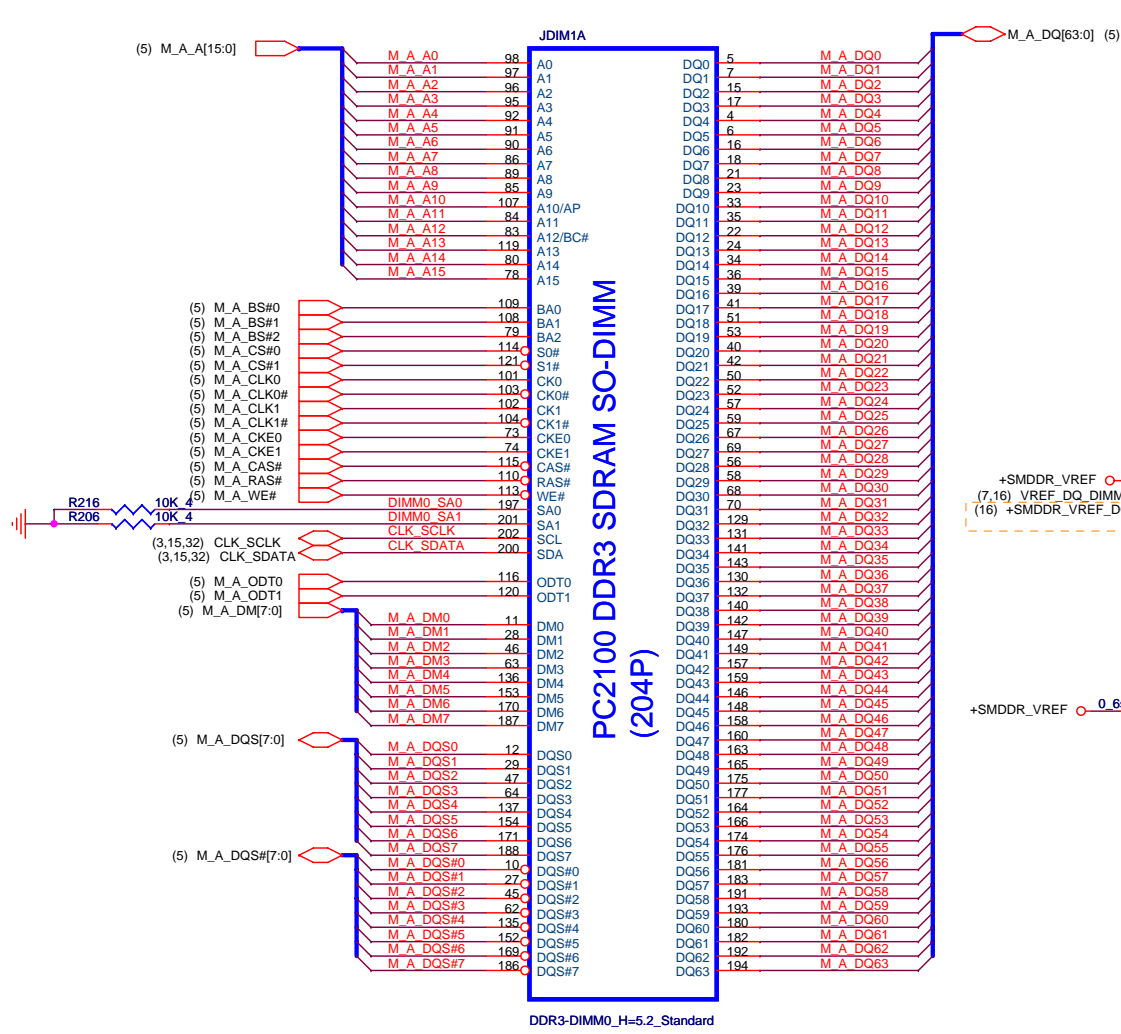 JDIM1A
(5) M_A_A[15:0]
M_A_DQ[63:0] (5)
M_A_A0 98 A0
M_A_A1 97 A1
M_A_A2 96 A2
M_A_A3 95 A3
M_A_A4 92 A4
M_A_A5 91 A5
M_A_A6 90 A6
M_A_A7 86 A7
M_A_A8 89 A8
M_A_A9 85 A9
M_A_A10 107 A10/AP
M_A_A11 84 A11
M_A_A12 83 A12/BC#
M_A_A13 119 A13
M_A_A14 80 A14
M_A_A15 78 A15
(5) M_A_BS#0 109 BA0
(5) M_A_BS#1 108 BA1
(5) M_A_BS#2 79 BA2
(5) M_A_CS#0 114 S0#
(5) M_A_CS#1 121 S1#
(5) M_A_CLK0 101 CK0
(5) M_A_CLK0# 103 CK0#
(5) M_A_CLK1 102 CK1
(5) M_A_CLK1# 104 CK1#
(5) M_A_CKE0 73 CKE0
(5) M_A_CKE1 74 CKE1
(5) M_A_CAS# 115 CAS#
(5) M_A_RAS# 110 RAS#
(5) M_A_WE# 113 WE#
R216 10K_4 DIMM0_SA0 197 SA0
R206 10K_4 DIMM0_SA1 201 SA1
(3,15,32) CLK_SCLK CLK_SCLK 202 SCL
(3,15,32) CLK_SDATA CLK_SDATA 200 SDA
(5) M_A_ODT0 116 ODT0
(5) M_A_ODT1 120 ODT1
(5) M_A_DM[7:0]
M_A_DM0 11 DM0
M_A_DM1 28 DM1
M_A_DM2 46 DM2
M_A_DM3 63 DM3
M_A_DM4 136 DM4
M_A_DM5 153 DM5
M_A_DM6 170 DM6
M_A_DM7 187 DM7
(5) M_A_DQS[7:0]
M_A_DQS0 12 DQS0
M_A_DQS1 29 DQS1
M_A_DQS2 47 DQS2
M_A_DQS3 64 DQS3
M_A_DQS4 137 DQS4
M_A_DQS5 154 DQS5
M_A_DQS6 171 DQS6
M_A_DQS7 188 DQS7
(5) M_A_DQS#[7:0]
M_A_DQS#0 10 DQS#0
M_A_DQS#1 27 DQS#1
M_A_DQS#2 45 DQS#2
M_A_DQS#3 62 DQS#3
M_A_DQS#4 135 DQS#4
M_A_DQS#5 152 DQS#5
M_A_DQS#6 169 DQS#6
M_A_DQS#7 186 DQS#7
PC2100 DDR3 SDRAM SO-DIMM
(204P)
DQ0 5 M_A_DQ0
DQ1 7 M_A_DQ1
DQ2 15 M_A_DQ2
DQ3 17 M_A_DQ3
DQ4 4 M_A_DQ4
DQ5 6 M_A_DQ5
DQ6 16 M_A_DQ6
DQ7 18 M_A_DQ7
DQ8 21 M_A_DQ8
DQ9 23 M_A_DQ9
DQ10 33 M_A_DQ10
DQ11 35 M_A_DQ11
DQ12 22 M_A_DQ12
DQ13 24 M_A_DQ13
DQ14 34 M_A_DQ14
DQ15 36 M_A_DQ15
DQ16 39 M_A_DQ16
DQ17 41 M_A_DQ17
DQ18 51 M_A_DQ18
DQ19 53 M_A_DQ19
DQ20 40 M_A_DQ20
DQ21 42 M_A_DQ21
DQ22 50 M_A_DQ22
DQ23 52 M_A_DQ23
DQ24 57 M_A_DQ24
DQ25 59 M_A_DQ25
DQ26 67 M_A_DQ26
DQ27 69 M_A_DQ27
DQ28 56 M_A_DQ28
DQ29 58 M_A_DQ29
DQ30 68 M_A_DQ30
DQ31 70 M_A_DQ31
DQ32 129 M_A_DQ32
DQ33 131 M_A_DQ33
DQ34 141 M_A_DQ34
DQ35 143 M_A_DQ35
DQ36 130 M_A_DQ36
DQ37 132 M_A_DQ37
DQ38 140 M_A_DQ38
DQ39 142 M_A_DQ39
DQ40 147 M_A_DQ40
DQ41 149 M_A_DQ41
DQ42 157 M_A_DQ42
DQ43 159 M_A_DQ43
DQ44 146 M_A_DQ44
DQ45 148 M_A_DQ45
DQ46 158 M_A_DQ46
DQ47 160 M_A_DQ47
DQ48 163 M_A_DQ48
DQ49 165 M_A_DQ49
DQ50 175 M_A_DQ50
DQ51 177 M_A_DQ51
DQ52 164 M_A_DQ52
DQ53 166 M_A_DQ53
DQ54 174 M_A_DQ54
DQ55 176 M_A_DQ55
DQ56 181 M_A_DQ56
DQ57 183 M_A_DQ57
DQ58 191 M_A_DQ58
DQ59 193 M_A_DQ59
DQ60 180 M_A_DQ60
DQ61 182 M_A_DQ61
DQ62 192 M_A_DQ62
DQ63 194 M_A_DQ63
+SMDDR_VREF
(7,16) VREF_DQ_DIMM
(16) +SMDDR_VREF_D
+SMDDR_VREF 0_6
DDR3-DIMM0_H=5.2_Standard